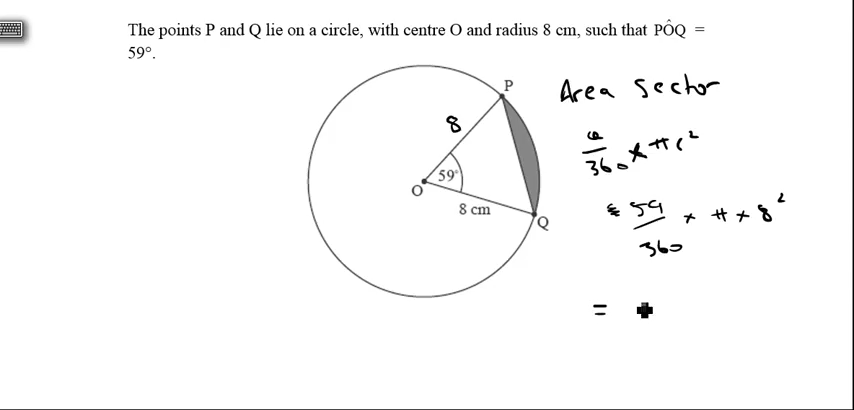 The points P and Q lie on a circle, with centre O and radius 8 cm, such that PÔQ =
59°.
P
Area Sector
8
θ/360 × πr²
59°
O
8 cm
= 59/360 × π × 8²
Q
=